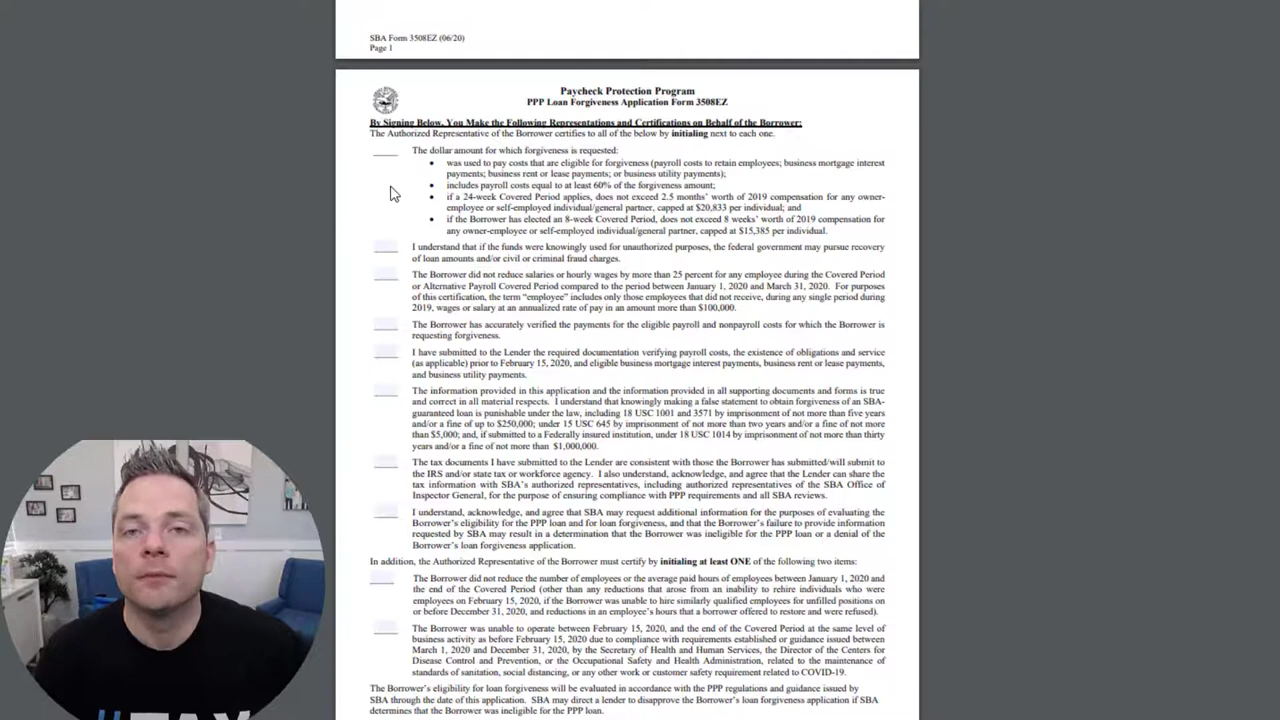 SBA Form 3508EZ (06/20)
Page 1
Paycheck Protection Program
PPP Loan Forgiveness Application Form 3508EZ
By Signing Below, You Make the Following Representations and Certifications on Behalf of the Borrower:
The Authorized Representative of the Borrower certifies to all of the below by initialing next to each one.
The dollar amount for which forgiveness is requested:
• was used to pay costs that are eligible for forgiveness (payroll costs to retain employees; business mortgage interest
payments; business rent or lease payments; or business utility payments);
• includes payroll costs equal to at least 60% of the forgiveness amount;
• if a 24-week Covered Period applies, does not exceed 2.5 months' worth of 2019 compensation for any owner-
employee or self-employed individual/general partner, capped at $20,833 per individual; and
• if the Borrower has elected an 8-week Covered Period, does not exceed 8 weeks' worth of 2019 compensation for
any owner-employee or self-employed individual/general partner, capped at $15,385 per individual.
I understand that if the funds were knowingly used for unauthorized purposes, the federal government may pursue recovery
of loan amounts and/or civil or criminal fraud charges.
The Borrower did not reduce salaries or hourly wages by more than 25 percent for any employee during the Covered Period
or Alternative Payroll Covered Period compared to the period between January 1, 2020 and March 31, 2020. For purposes
of this certification, the term "employee" includes only those employees that did not receive, during any single period during
2019, wages or salary at an annualized rate of pay in an amount more than $100,000.
The Borrower has accurately verified the payments for the eligible payroll and nonpayroll costs for which the Borrower is
requesting forgiveness.
I have submitted to the Lender the required documentation verifying payroll costs, the existence of obligations and service
(as applicable) prior to February 15, 2020, and eligible business mortgage interest payments, business rent or lease payments,
and business utility payments.
The information provided in this application and the information provided in all supporting documents and forms is true
and correct in all material respects. I understand that knowingly making a false statement to obtain forgiveness of an SBA-
guaranteed loan is punishable under the law, including 18 USC 1001 and 3571 by imprisonment of not more than five years
and/or a fine of up to $250,000; under 15 USC 645 by imprisonment of not more than two years and/or a fine of not more
than $5,000; and, if submitted to a Federally insured institution, under 18 USC 1014 by imprisonment of not more than thirty
years and/or a fine of not more than $1,000,000.
The tax documents I have submitted to the Lender are consistent with those the Borrower has submitted/will submit to
the IRS and/or state tax or workforce agency. I also understand, acknowledge, and agree that the Lender can share the
tax information with SBA's authorized representatives, including authorized representatives of the SBA Office of
Inspector General, for the purpose of ensuring compliance with PPP requirements and all SBA reviews.
I understand, acknowledge, and agree that SBA may request additional information for the purposes of evaluating the
Borrower's eligibility for the PPP loan and for loan forgiveness, and that the Borrower's failure to provide information
requested by SBA may result in a determination that the Borrower was ineligible for the PPP loan or a denial of the
Borrower's loan forgiveness application.
In addition, the Authorized Representative of the Borrower must certify by initialing at least ONE of the following two items:
The Borrower did not reduce the number of employees or the average paid hours of employees between January 1, 2020 and
the end of the Covered Period (other than any reductions that arose from an inability to rehire individuals who were
employees on February 15, 2020, if the Borrower was unable to hire similarly qualified employees for unfilled positions on
or before December 31, 2020, and reductions in an employee's hours that a borrower offered to restore and were refused).
The Borrower was unable to operate between February 15, 2020, and the end of the Covered Period at the same level of
business activity as before February 15, 2020 due to compliance with requirements established or guidance issued between
March 1, 2020 and December 31, 2020, by the Secretary of Health and Human Services, the Director of the Centers for
Disease Control and Prevention, or the Occupational Safety and Health Administration, related to the maintenance of
standards of sanitation, social distancing, or any other work or customer safety requirement related to COVID-19.
The Borrower's eligibility for loan forgiveness will be evaluated in accordance with the PPP regulations and guidance issued by
SBA through the date of this application. SBA may direct a lender to disapprove the Borrower's loan forgiveness application if SBA
determines that the Borrower was ineligible for the PPP loan.